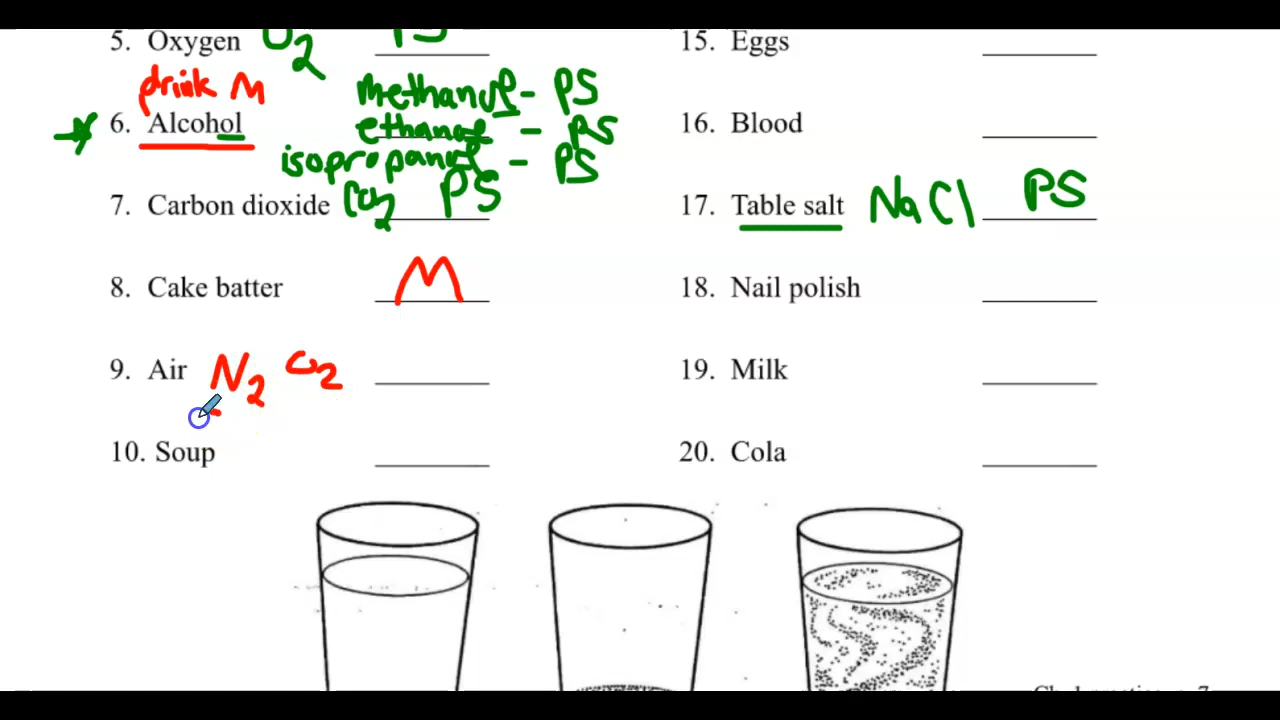 5. Oxygen O2 PS
drink M
methanol - PS
6. Alcohol ethanol - PS
isopropanol - PS
7. Carbon dioxide CO2 PS
8. Cake batter M
9. Air N2 O2
10. Soup
15. Eggs
16. Blood
17. Table salt NaCl PS
18. Nail polish
19. Milk
20. Cola